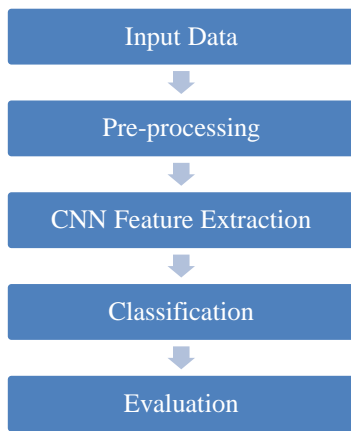 Input Data
Pre-processing
CNN Feature Extraction
Classification
Evaluation